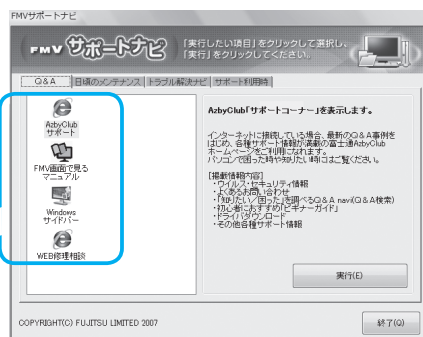 FMVサポートナビ
FMV サポートナビ
「実行したい項目」をクリックして選択し、
「実行」をクリックしてください。
Q&A
日頃のメンテナンス
トラブル解決ナビ
サポート利用時
AzbyClub
サポート
FMV画面で見る
マニュアル
Windows
サイドバー
WEB修理相談
AzbyClub「サポートコーナー」を表示します。
インターネットに接続している場合、最新のQ&A事例を
はじめ、各種サポート情報が満載の富士通AzbyClub
ホームページをご利用になれます。
パソコンで困った時や知りたい時にはご覧ください。
[掲載情報内容]
・ウイルス・セキュリティ情報
・よくあるお問い合わせ
・「知りたい／困った」を調べるQ&A navi(Q&A検索)
・初心者におすすめ「ビギナーガイド」
・ドライバダウンロード
・その他各種サポート情報
実行(E)
COPYRIGHT(C) FUJITSU LIMITED 2007
終了(Q)